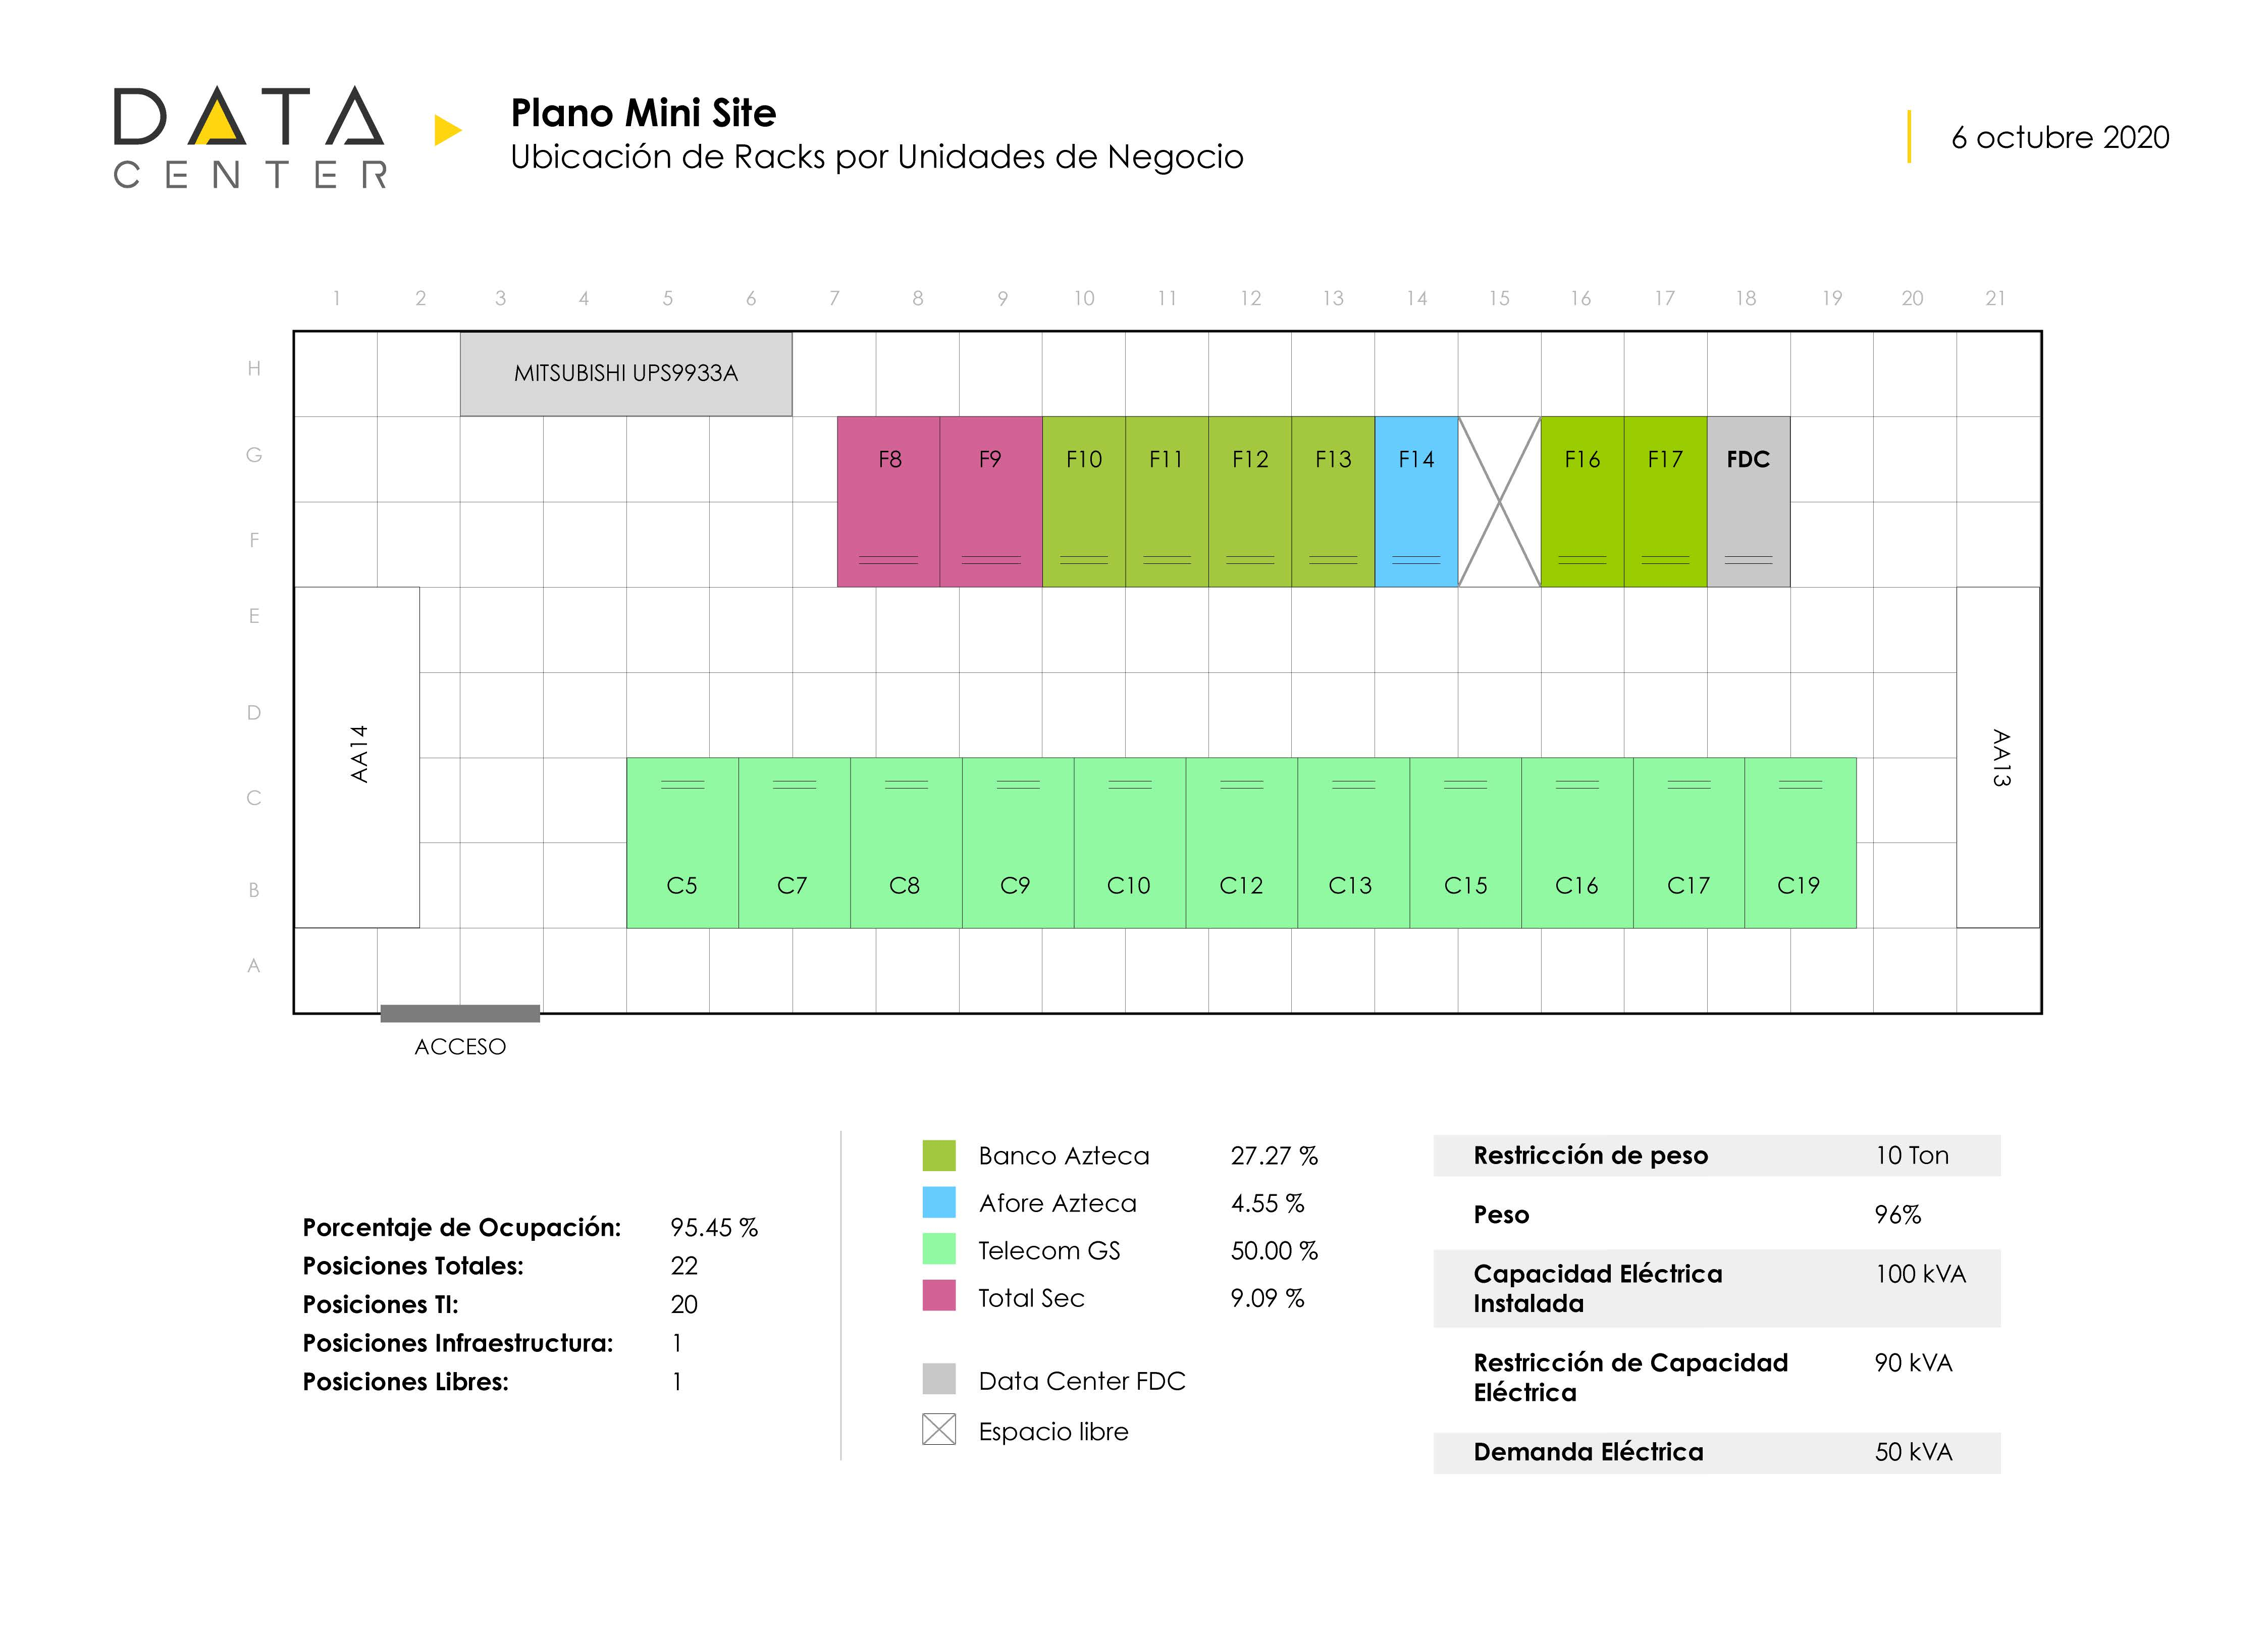 DATA
CENTER
Plano Mini Site
Ubicación de Racks por Unidades de Negocio
6 octubre 2020
1 2 3 4 5 6 7 8 9 10 11 12 13 14 15 16 17 18 19 20 21
H
MITSUBISHI UPS9933A
G
F8 F9 F10 F11 F12 F13 F14 F16 F17 FDC
F
E
D
AA14
AA13
C
B
C5 C7 C8 C9 C10 C12 C13 C15 C16 C17 C19
A
ACCESO
Porcentaje de Ocupación: 95.45 %
Posiciones Totales: 22
Posiciones TI: 20
Posiciones Infraestructura: 1
Posiciones Libres: 1
Banco Azteca 27.27 %
Afore Azteca 4.55 %
Telecom GS 50.00 %
Total Sec 9.09 %
Data Center FDC
Espacio libre
Restricción de peso 10 Ton
Peso 96%
Capacidad Eléctrica 100 kVA
Instalada
Restricción de Capacidad 90 kVA
Eléctrica
Demanda Eléctrica 50 kVA